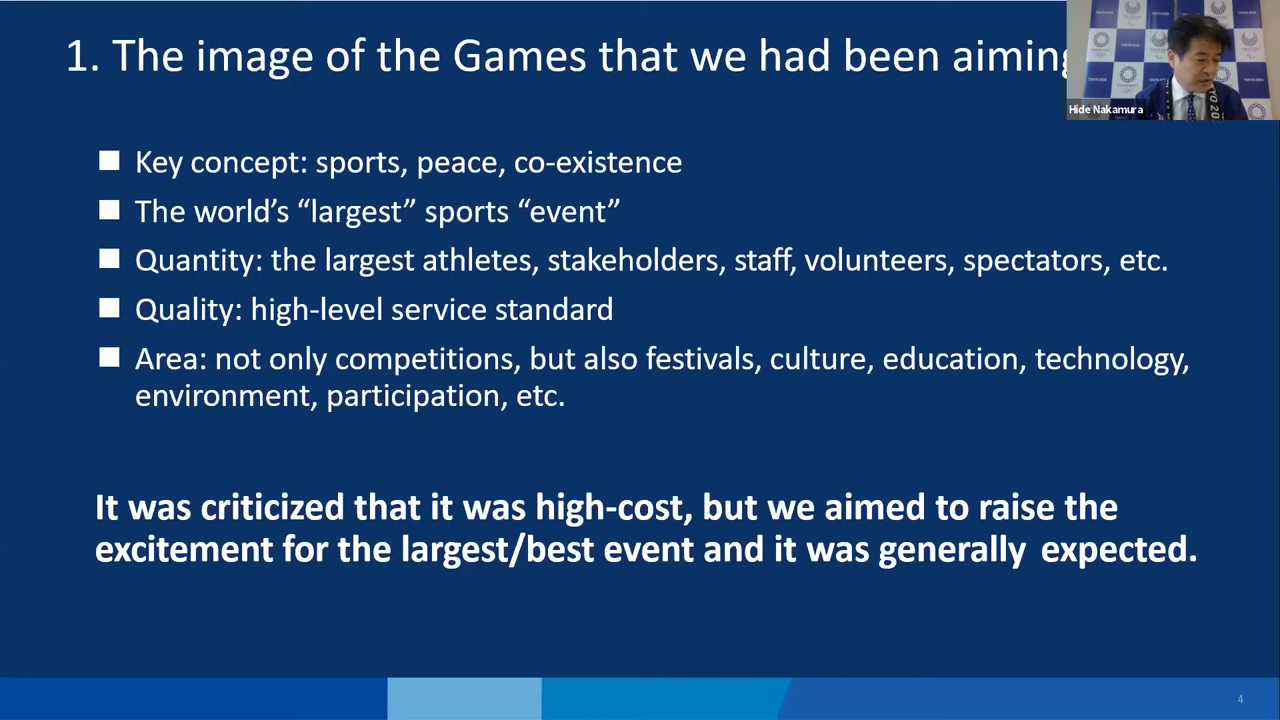 1. The image of the Games that we had been aiming
Hide Nakamura
■ Key concept: sports, peace, co-existence
■ The world’s “largest” sports “event”
■ Quantity: the largest athletes, stakeholders, staff, volunteers, spectators, etc.
■ Quality: high-level service standard
■ Area: not only competitions, but also festivals, culture, education, technology,
environment, participation, etc.
It was criticized that it was high-cost, but we aimed to raise the
excitement for the largest/best event and it was generally expected.
4